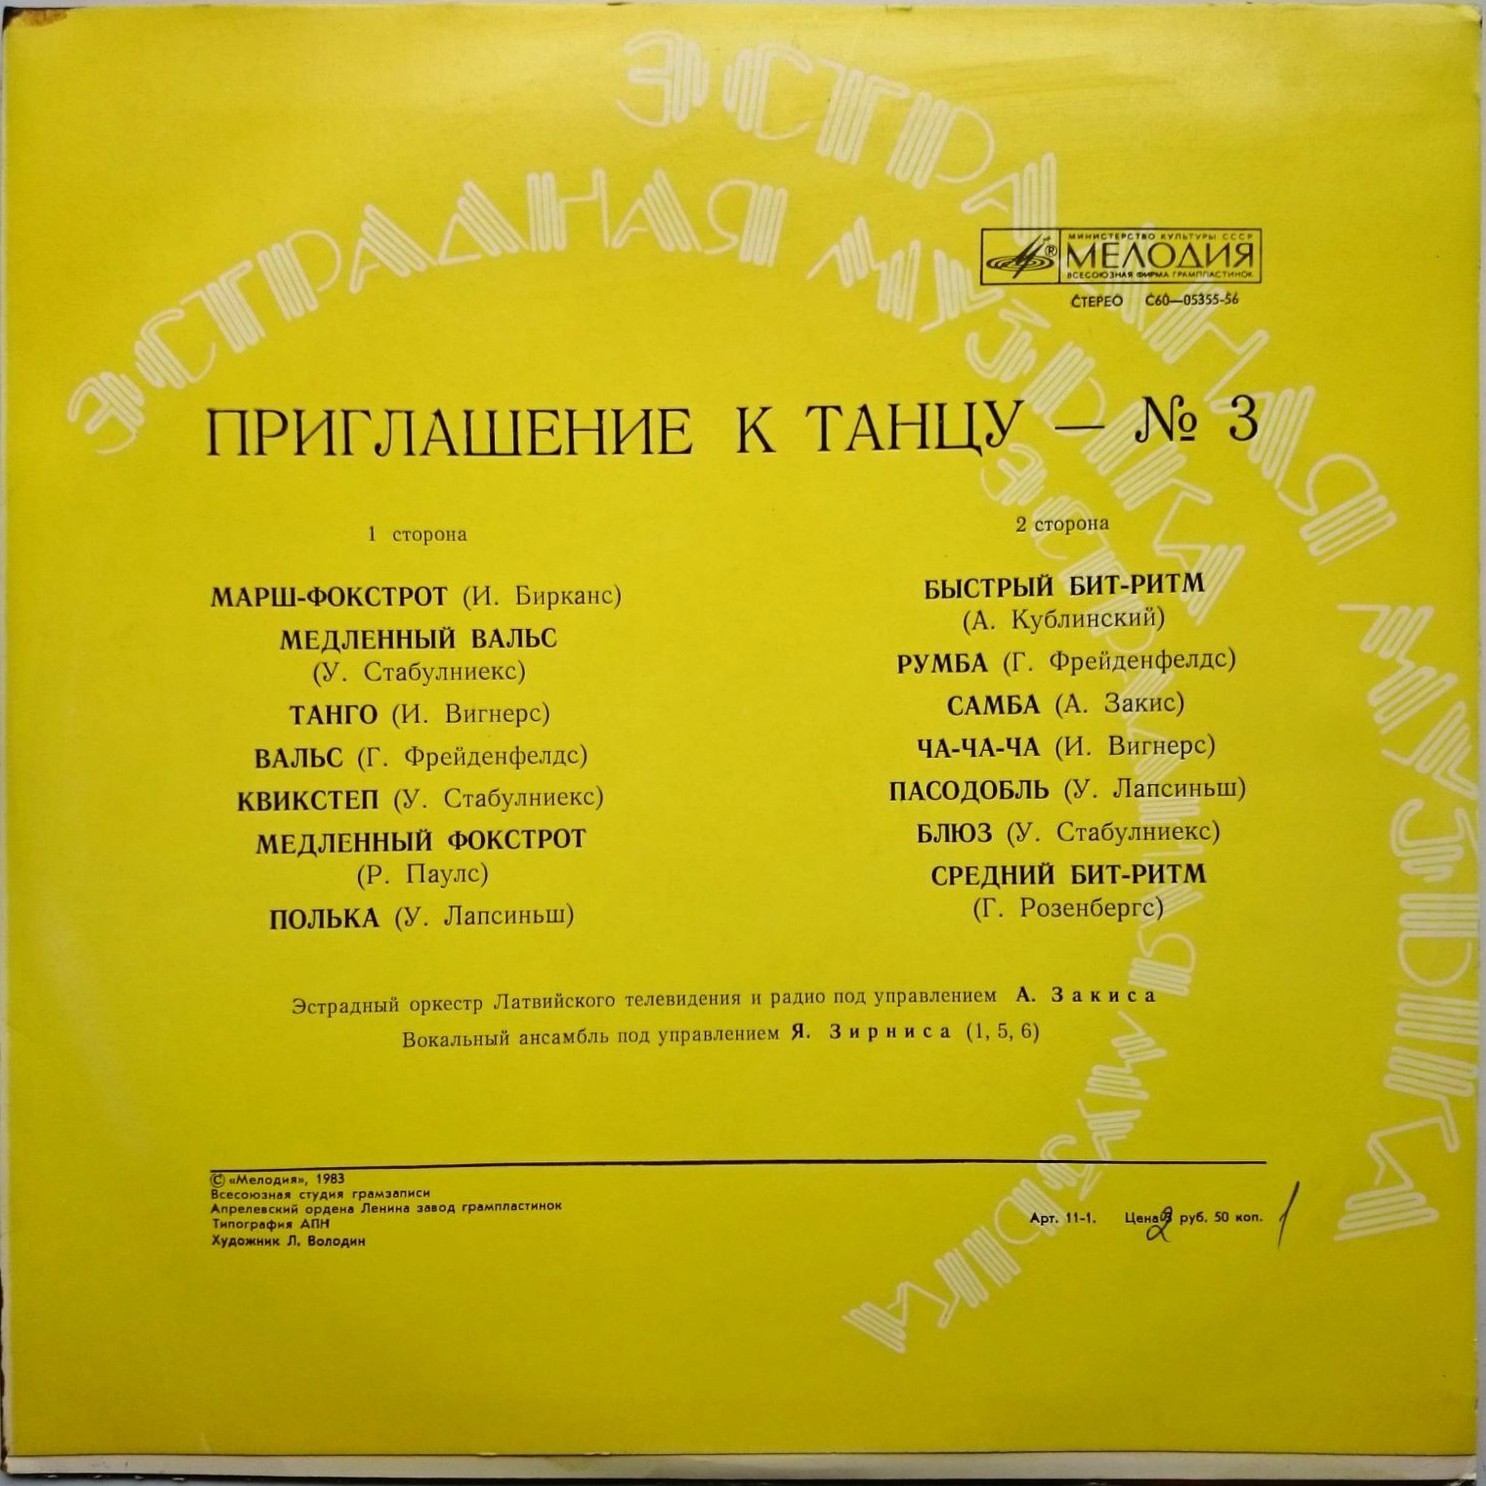 ЭСТРАДНАЯ МУЗЫКА
ЭСТРАДНАЯ МУЗЫКА
ЭСТРАДНАЯ МУЗЫКА
МИНИСТЕРСТВО КУЛЬТУРЫ СССР
МЕЛОДИЯ
ВСЕСОЮЗНАЯ ФИРМА ГРАМПЛАСТИНОК
СТЕРЕО С60—05355-56
ПРИГЛАШЕНИЕ К ТАНЦУ — № 3
1 сторона
МАРШ-ФОКСТРОТ (И. Бирканс)
МЕДЛЕННЫЙ ВАЛЬС
(У. Стабулниекс)
ТАНГО (И. Вигнерс)
ВАЛЬС (Г. Фрейденфелдс)
КВИКСТЕП (У. Стабулниекс)
МЕДЛЕННЫЙ ФОКСТРОТ
(Р. Паулс)
ПОЛЬКА (У. Лапсиньш)
2 сторона
БЫСТРЫЙ БИТ-РИТМ
(А. Кублинский)
РУМБА (Г. Фрейденфелдс)
САМБА (А. Закис)
ЧА-ЧА-ЧА (И. Вигнерс)
ПАСОДОБЛЬ (У. Лапсиньш)
БЛЮЗ (У. Стабулниекс)
СРЕДНИЙ БИТ-РИТМ
(Г. Розенбергс)
Эстрадный оркестр Латвийского телевидения и радио под управлением А. Закиса
Вокальный ансамбль под управлением Я. Зирниса (1, 5, 6)
© «Мелодия», 1983
Всесоюзная студия грамзаписи
Апрелевский ордена Ленина завод грампластинок
Типография АПН
Художник Л. Володин
Арт. 11-1. Цена 2 руб. 50 коп.